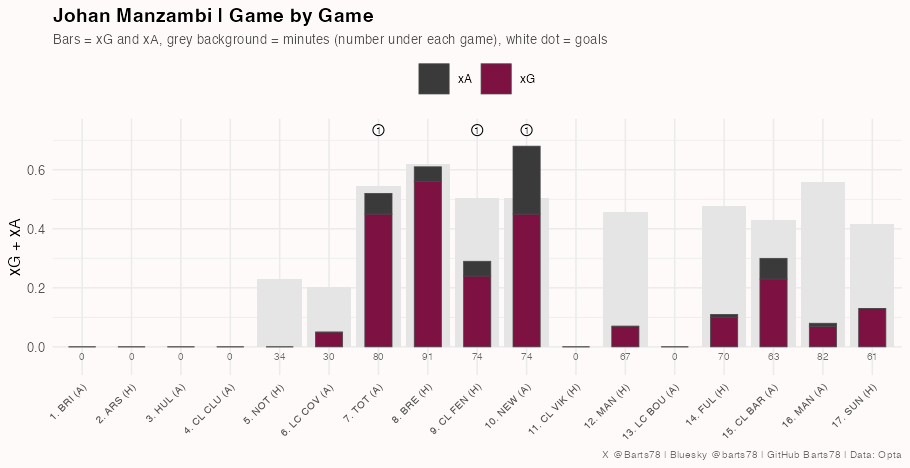 Johan Manzambi | Game by Game
Bars = xG and xA, grey background = minutes (number under each game), white dot = goals
xA xG
1 1 1
xG + xA
0.6
0.4
0.2
0.0
0 0 0 0 34 30 80 91 74 74 0 67 0 70 63 82 61
1. BRI (A)
2. ARS (H)
3. HUL (A)
4. CL CLU (A)
5. NOT (H)
6. LC COV (A)
7. TOT (A)
8. BRE (H)
9. CL FEN (H)
10. NEW (A)
11. CL VIK (H)
12. MAN (H)
13. LC BOU (A)
14. FUL (H)
15. CL BAR (A)
16. MAN (A)
17. SUN (H)
X @Barts78 | Bluesky @barts78 | GitHub Barts78 | Data: Opta